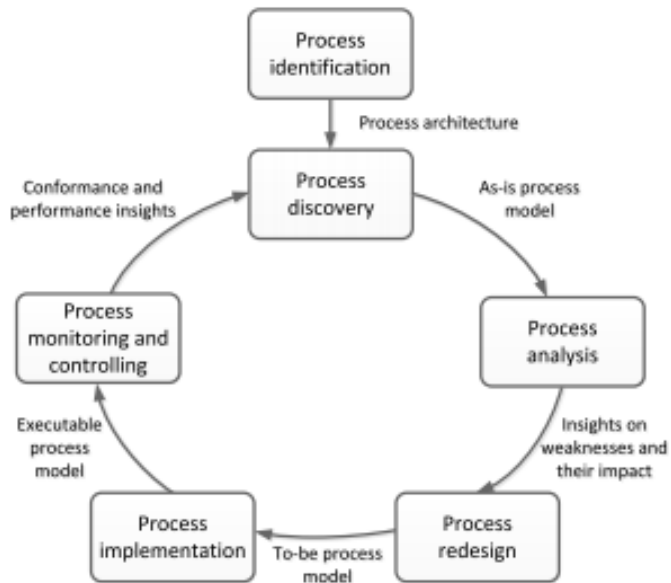 Process
identification
Process architecture
Process
discovery
As-is process
model
Process
analysis
Insights on
weaknesses and
their impact
Process
redesign
To-be process
model
Process
implementation
Executable
process
model
Process
monitoring and
controlling
Conformance and
performance insights